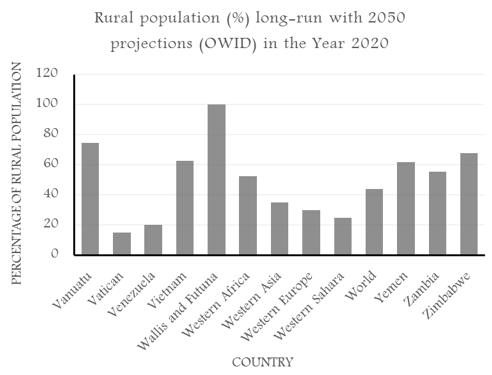 Rural population (%) long-run with 2050
projections (OWID) in the Year 2020
PERCENTAGE OF RURAL POPULATION
120
100
80
60
40
20
0
Vanuatu
Vatican
Venezuela
Vietnam
Wallis and Futuna
Western Africa
Western Asia
Western Europe
Western Sahara
World
Yemen
Zambia
Zimbabwe
COUNTRY